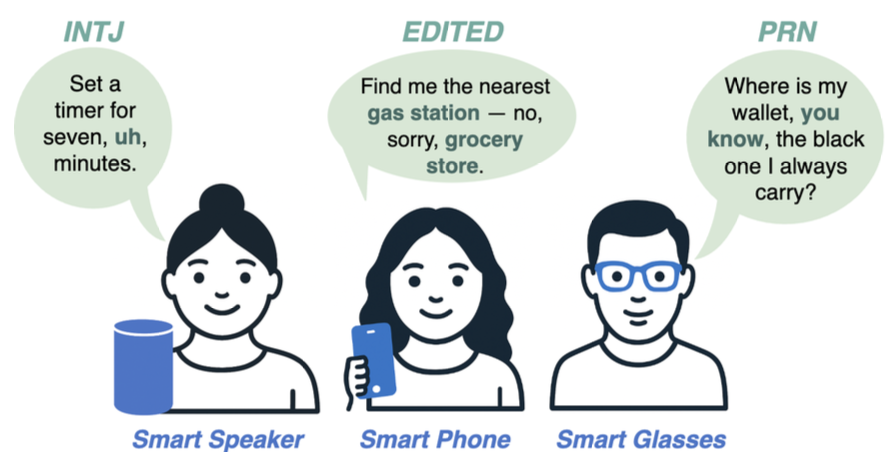 INTJ
Set a
timer for
seven, uh,
minutes.
EDITED
Find me the nearest
gas station — no,
sorry, grocery
store.
PRN
Where is my
wallet, you
know, the black
one I always
carry?
Smart Speaker
Smart Phone
Smart Glasses